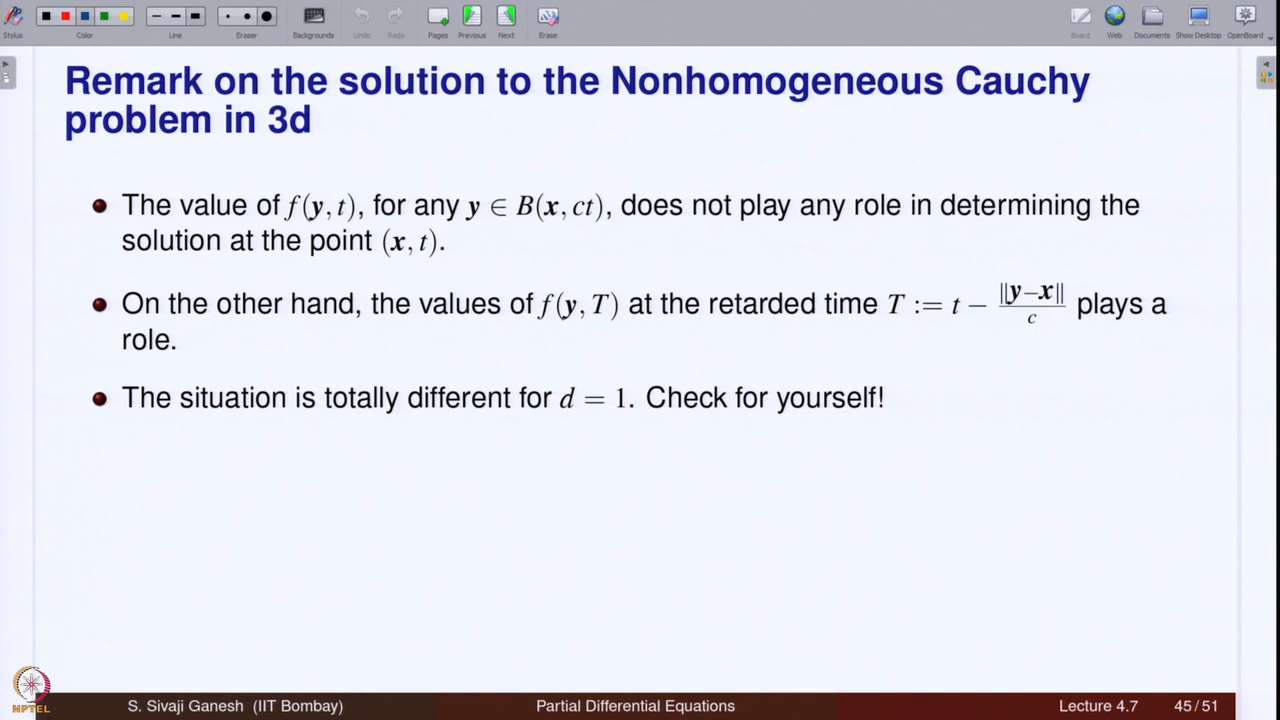 Stylus
Color
Line
Eraser
Backgrounds
Undo
Redo
Pages
Previous
Next
Erase
Board
Web
Documents
Show Desktop
OpenBoard
Remark on the solution to the Nonhomogeneous Cauchy
problem in 3d
The value of f(y, t), for any y ∈ B(x, ct), does not play any role in determining the
solution at the point (x, t).
On the other hand, the values of f(y, T) at the retarded time T := t − ‖y−x‖/c plays a
role.
The situation is totally different for d = 1. Check for yourself!
NPTEL
S. Sivaji Ganesh (IIT Bombay)
Partial Differential Equations
Lecture 4.7
45/51